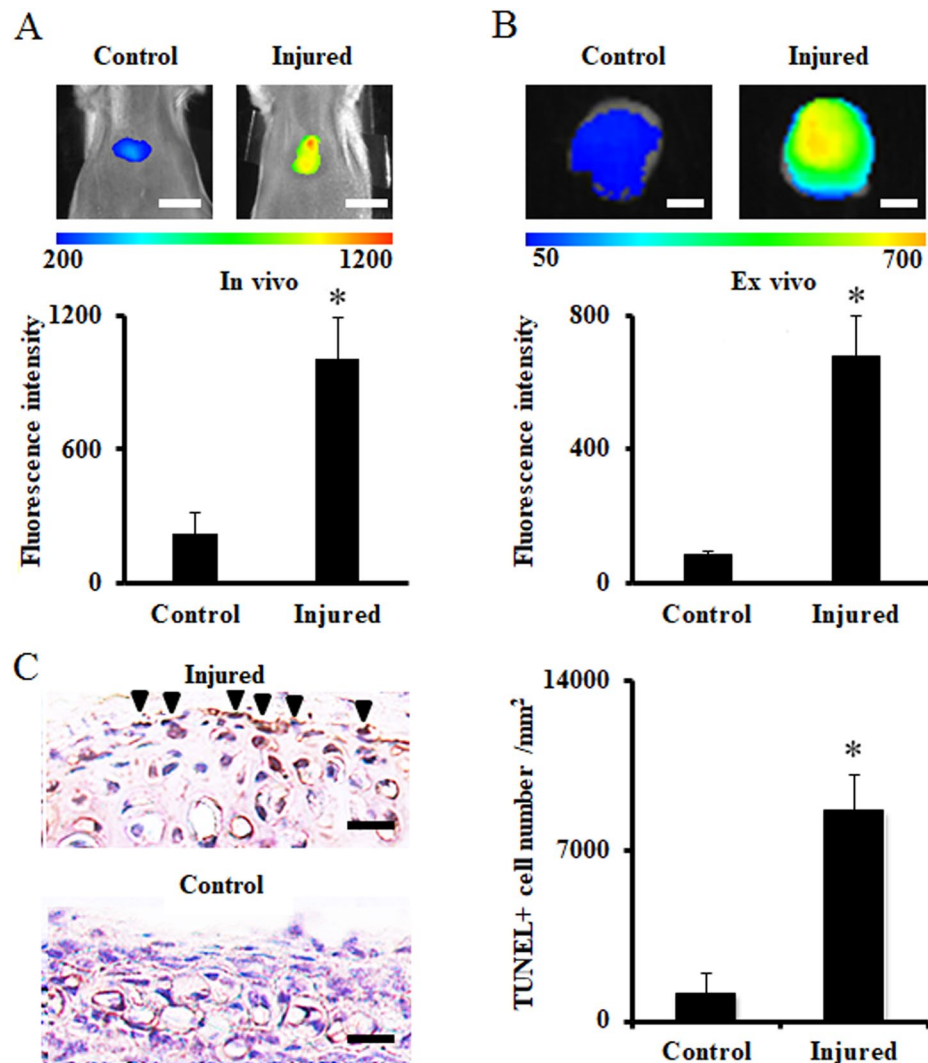 A
Control Injured
200 1200
In vivo
Fluorescence intensity
1200
600
0
*
Control Injured
B
Control Injured
50 700
Ex vivo
Fluorescence intensity
800
400
0
*
Control Injured
C
Injured
Control
TUNEL+ cell number /mm²
14000
7000
0
*
Control Injured